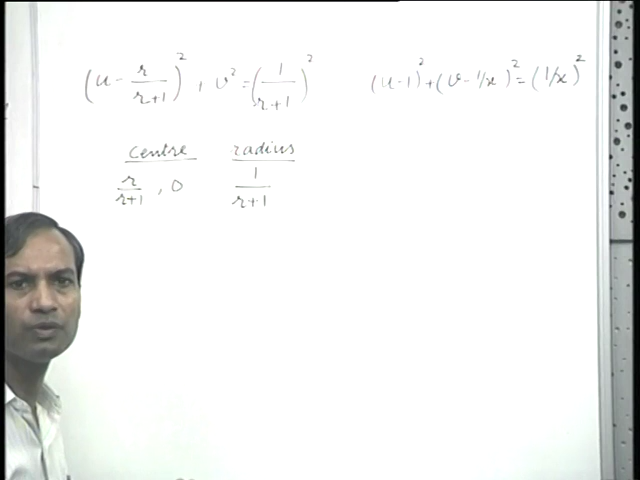 (u - r/(r+1))², v² = (1/(r+1))²
(u-1)² + (v - 1/x)² = (1/x)²
centre radius
r/(r+1), 0 1/(r+1)